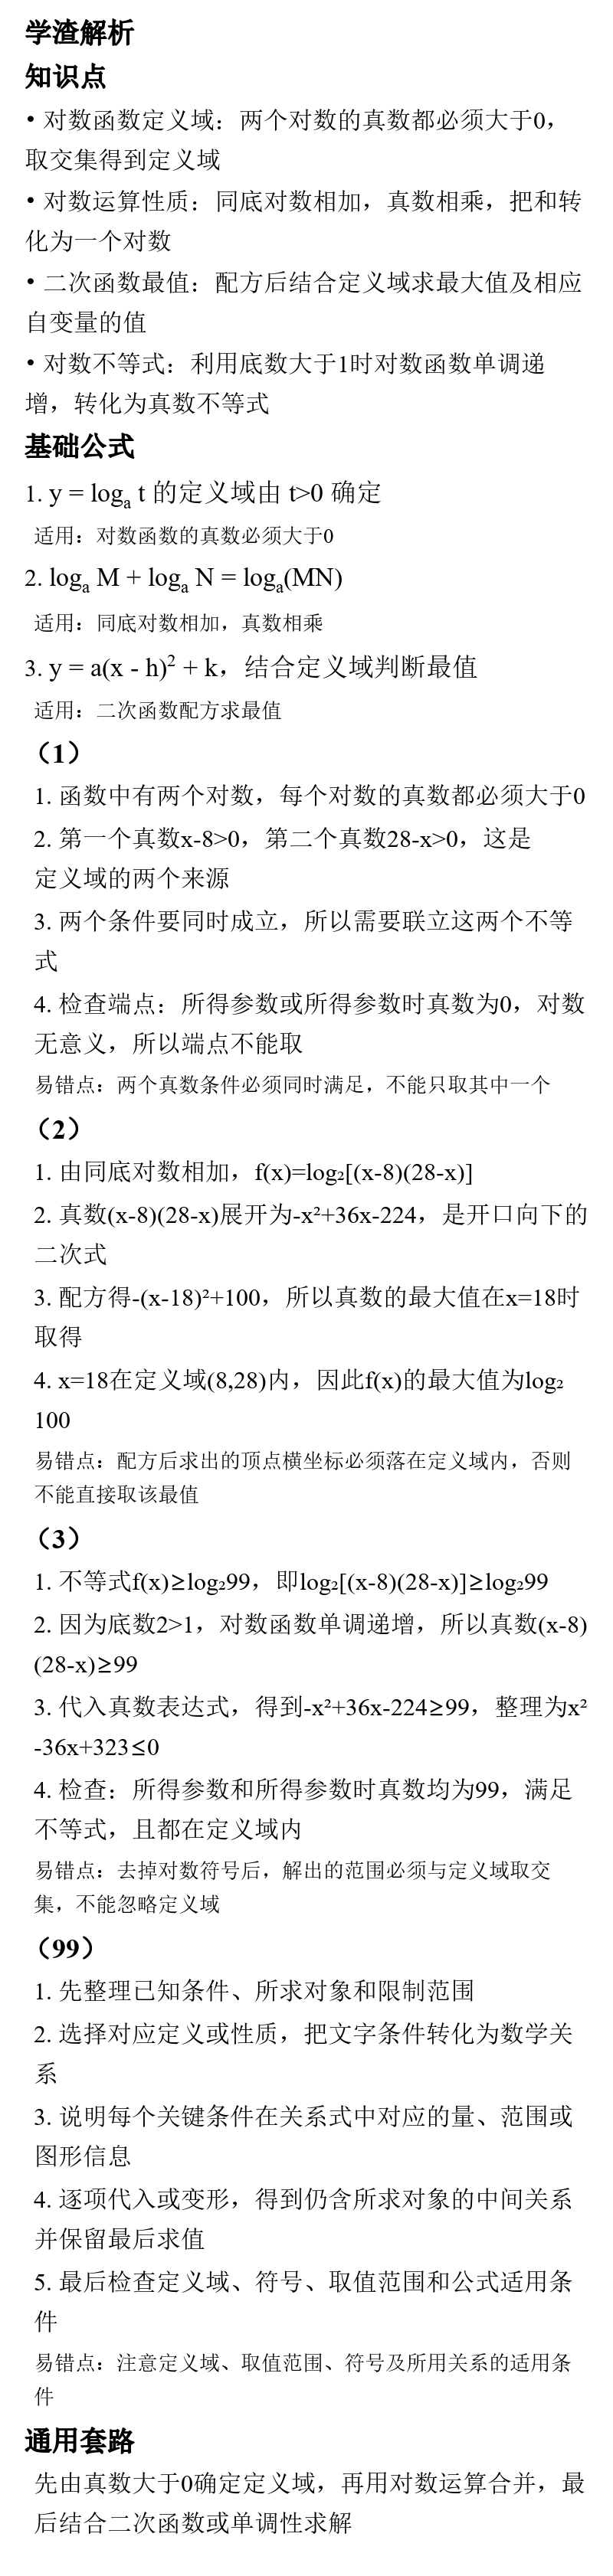 学渣解析
知识点
• 对数函数定义域：两个对数的真数都必须大于0，
取交集得到定义域
• 对数运算性质：同底对数相加，真数相乘，把和转
化为一个对数
• 二次函数最值：配方后结合定义域求最大值及相应
自变量的值
• 对数不等式：利用底数大于1时对数函数单调递
增，转化为真数不等式
基础公式
1. y = logₐ t 的定义域由 t>0 确定
适用：对数函数的真数必须大于0
2. logₐ M + logₐ N = logₐ(MN)
适用：同底对数相加，真数相乘
3. y = a(x - h)² + k，结合定义域判断最值
适用：二次函数配方求最值
（1）
1. 函数中有两个对数，每个对数的真数都必须大于0
2. 第一个真数x-8>0，第二个真数28-x>0，这是
定义域的两个来源
3. 两个条件要同时成立，所以需要联立这两个不等
式
4. 检查端点：所得参数或所得参数时真数为0，对数
无意义，所以端点不能取
易错点：两个真数条件必须同时满足，不能只取其中一个
（2）
1. 由同底对数相加，f(x)=log₂[(x-8)(28-x)]
2. 真数(x-8)(28-x)展开为-x²+36x-224，是开口向下的
二次式
3. 配方得-(x-18)²+100，所以真数的最大值在x=18时
取得
4. x=18在定义域(8,28)内，因此f(x)的最大值为log₂
100
易错点：配方后求出的顶点横坐标必须落在定义域内，否则
不能直接取该最值
（3）
1. 不等式f(x)≥log₂99，即log₂[(x-8)(28-x)]≥log₂99
2. 因为底数2>1，对数函数单调递增，所以真数(x-8)
(28-x)≥99
3. 代入真数表达式，得到-x²+36x-224≥99，整理为x²
-36x+323≤0
4. 检查：所得参数和所得参数时真数均为99，满足
不等式，且都在定义域内
易错点：去掉对数符号后，解出的范围必须与定义域取交
集，不能忽略定义域
（99）
1. 先整理已知条件、所求对象和限制范围
2. 选择对应定义或性质，把文字条件转化为数学关
系
3. 说明每个关键条件在关系式中对应的量、范围或
图形信息
4. 逐项代入或变形，得到仍含所求对象的中间关系
并保留最后求值
5. 最后检查定义域、符号、取值范围和公式适用条
件
易错点：注意定义域、取值范围、符号及所用关系的适用条
件
通用套路
先由真数大于0确定定义域，再用对数运算合并，最
后结合二次函数或单调性求解